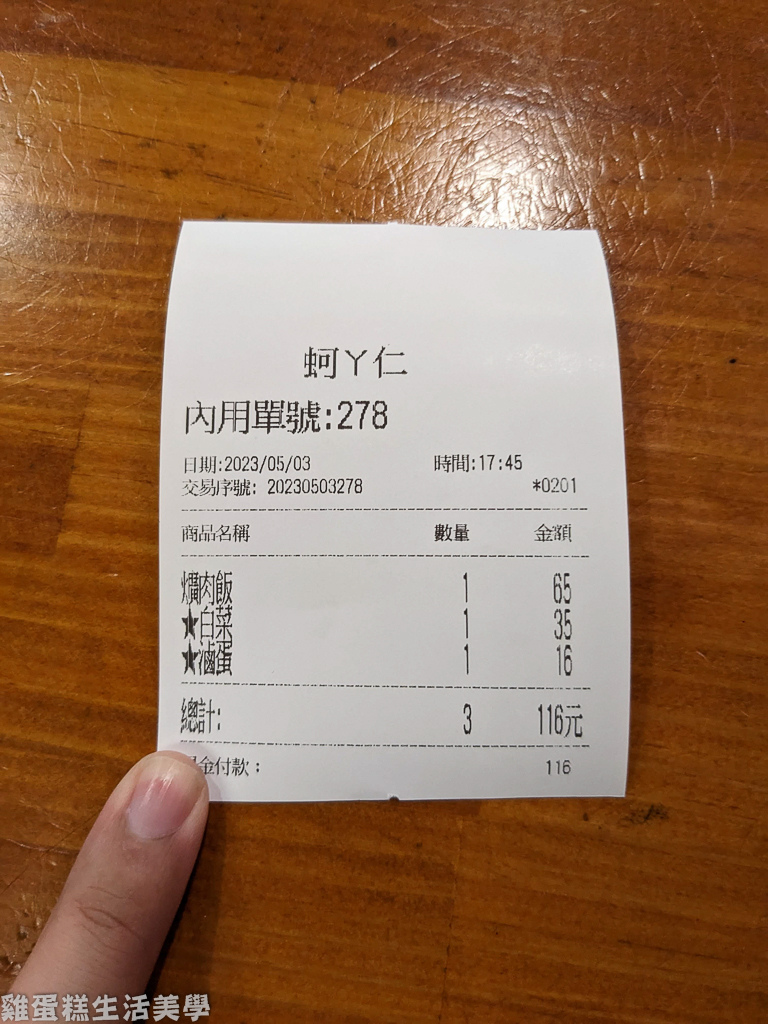 蚵ㄚ仁
內用單號:278
日期:2023/05/03 時間:17:45
交易序號: 20230503278 *0201
商品名稱 數量 金額
爌肉飯 1 65
★白菜 1 35
★滷蛋 1 16
總計: 3 116元
金付款： 116
雞蛋糕生活美學